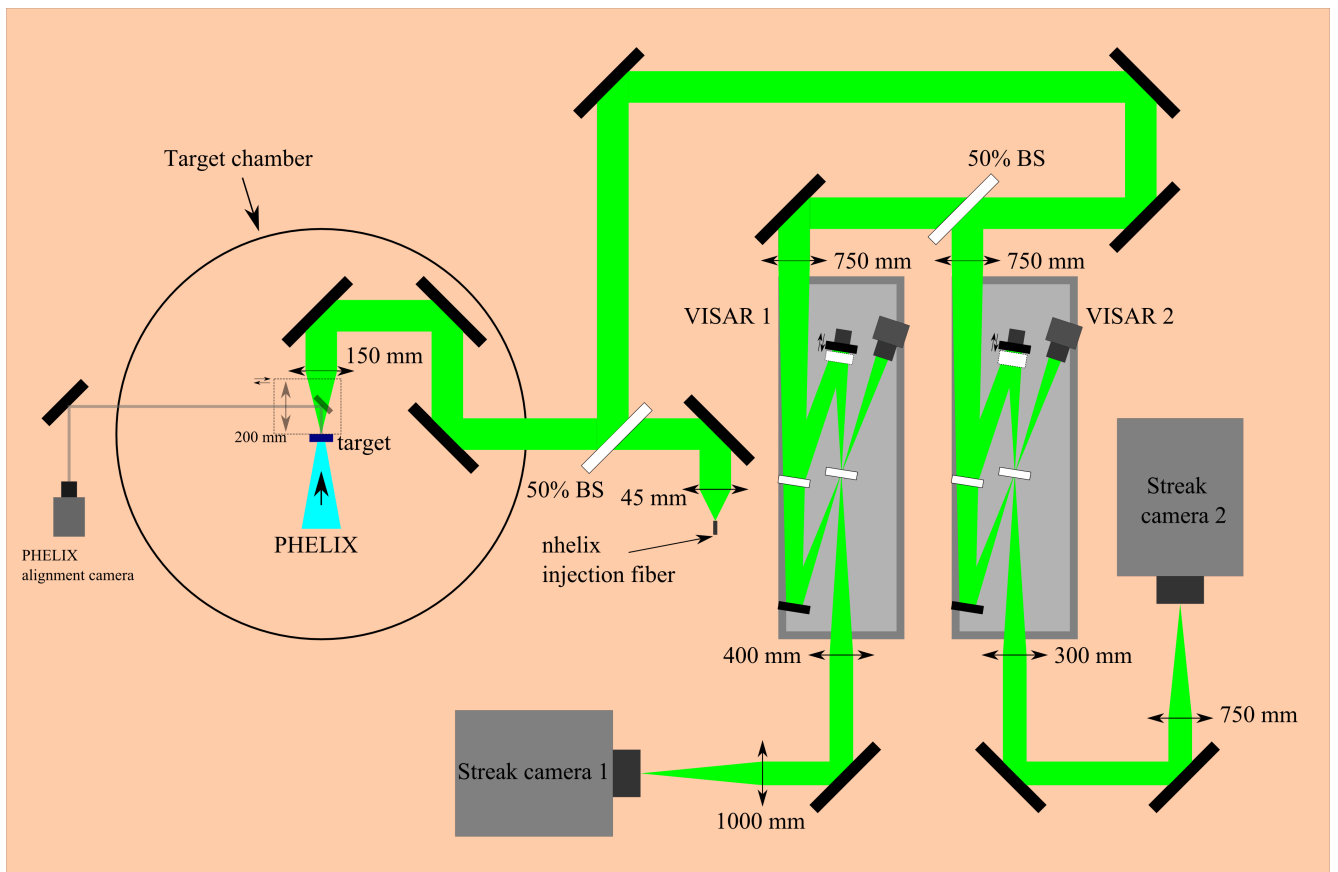 50% BS
Target chamber
750 mm
750 mm
VISAR 1
VISAR 2
150 mm
200 mm
target
50% BS
45 mm
Streak
camera 2
PHELIX
nhelix
injection fiber
PHELIX
alignment camera
400 mm
300 mm
750 mm
Streak camera 1
1000 mm